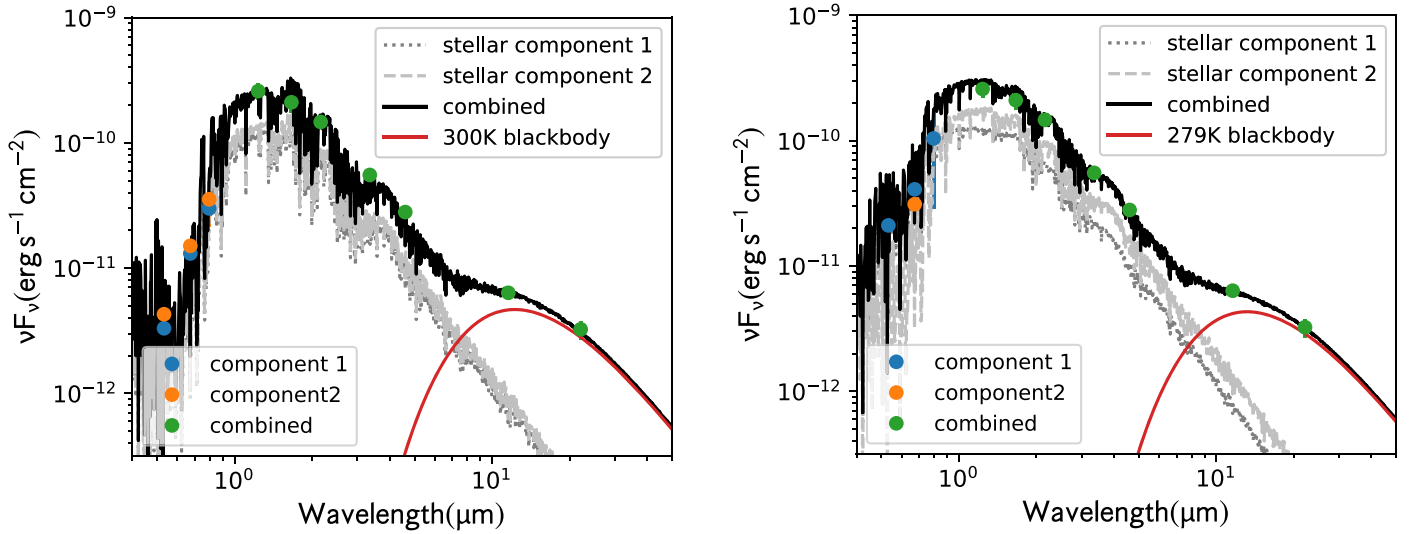 10⁻⁹
10⁻¹⁰
10⁻¹¹
10⁻¹²
νFν(erg s⁻¹ cm⁻²)
stellar component 1
stellar component 2
combined
300K blackbody
component 1
component2
combined
10⁰
10¹
Wavelength(μm)
10⁻⁹
10⁻¹⁰
10⁻¹¹
10⁻¹²
νFν(erg s⁻¹ cm⁻²)
stellar component 1
stellar component 2
combined
279K blackbody
component 1
component2
combined
10⁰
10¹
Wavelength(μm)